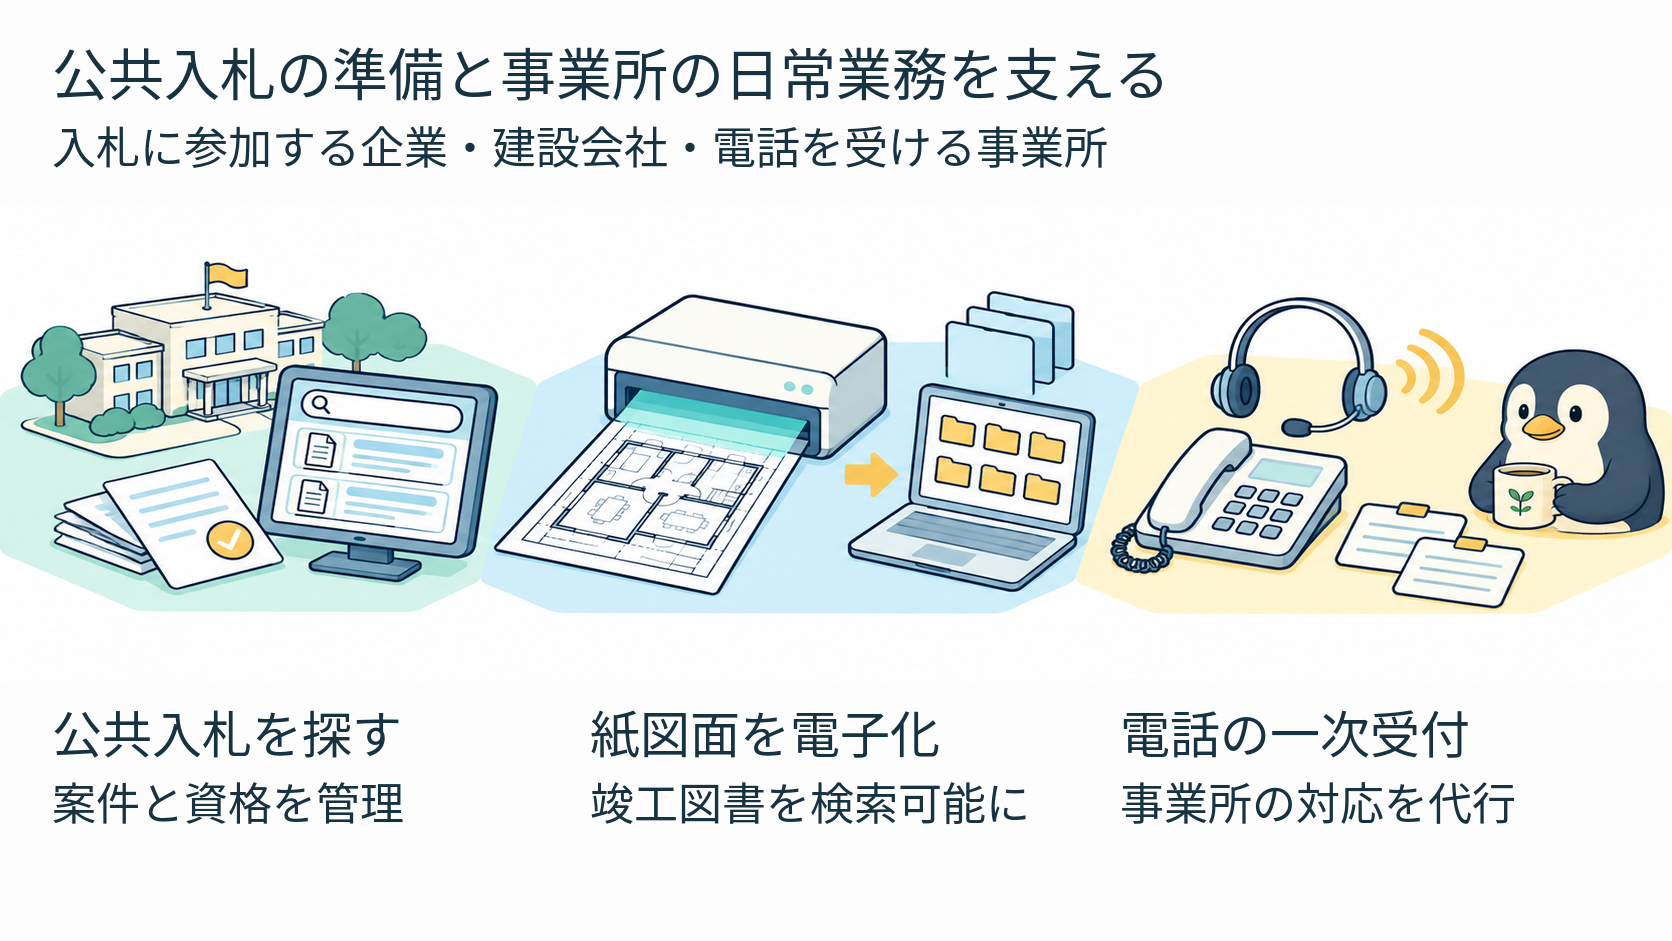 公共入札の準備と事業所の日常業務を支える
入札に参加する企業・建設会社・電話を受ける事業所
公共入札を探す
案件と資格を管理
紙図面を電子化
竣工図書を検索可能に
電話の一次受付
事業所の対応を代行